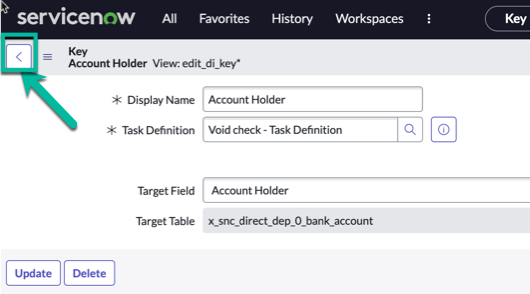 servicenow All Favorites History Workspaces Key
Key
Account Holder View: edit_di_key*
* Display Name Account Holder
* Task Definition Void check - Task Definition
Target Field Account Holder
Target Table x_snc_direct_dep_0_bank_account
Update Delete